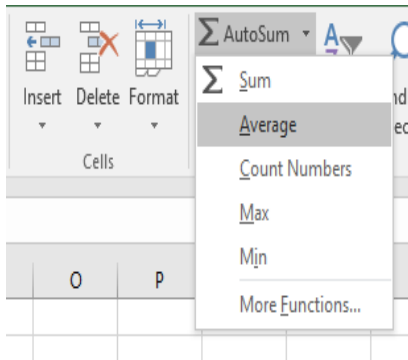 AutoSum
Sum
Insert Delete Format
Average
Cells
Count Numbers
Max
Min
O P
More Functions...